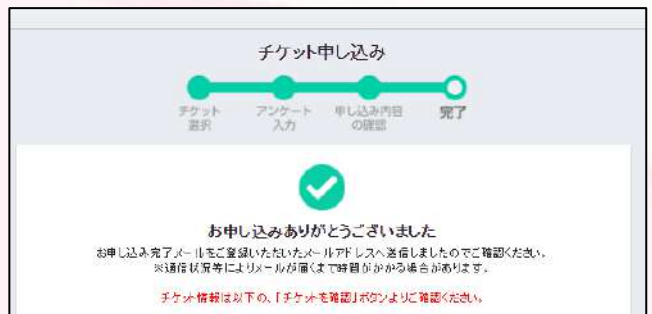 チケット申し込み
チケット アンケート 申し込み内容 完了
選択 入力 の確認
お申し込みありがとうございました
お申し込み完了メールをご登録いただいたメールアドレスへ送信しましたのでご確認ください。
※通信状況等によりメールが届くまで時間がかかる場合があります。
チケット情報は以下の、「チケットを確認」ボタンよりご確認ください。